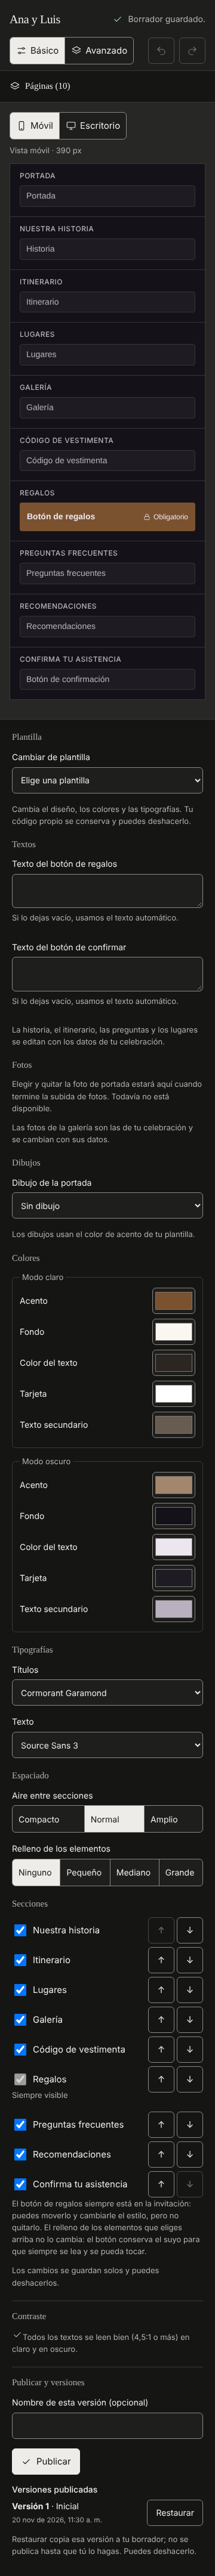 Ana y Luis
Borrador guardado.
Básico
Avanzado
Páginas (10)
Móvil
Escritorio
Vista móvil · 390 px
PORTADA
Portada
NUESTRA HISTORIA
Historia
ITINERARIO
Itinerario
LUGARES
Lugares
GALERÍA
Galería
CÓDIGO DE VESTIMENTA
Código de vestimenta
REGALOS
Botón de regalos
Obligatorio
PREGUNTAS FRECUENTES
Preguntas frecuentes
RECOMENDACIONES
Recomendaciones
CONFIRMA TU ASISTENCIA
Botón de confirmación
Plantilla
Cambiar de plantilla
Elige una plantilla
Cambia el diseño, los colores y las tipografías. Tu
código propio se conserva y puedes deshacerlo.
Textos
Texto del botón de regalos
Si lo dejas vacío, usamos el texto automático.
Texto del botón de confirmar
Si lo dejas vacío, usamos el texto automático.
La historia, el itinerario, las preguntas y los lugares
se editan con los datos de tu celebración.
Fotos
Elegir y quitar la foto de portada estará aquí cuando
termine la subida de fotos. Todavía no está
disponible.
Las fotos de la galería son las de tu celebración y
se cambian con sus datos.
Dibujos
Dibujo de la portada
Sin dibujo
Los dibujos usan el color de acento de tu plantilla.
Colores
Modo claro
Acento
Fondo
Color del texto
Tarjeta
Texto secundario
Modo oscuro
Acento
Fondo
Color del texto
Tarjeta
Texto secundario
Tipografías
Títulos
Cormorant Garamond
Texto
Source Sans 3
Espaciado
Aire entre secciones
Compacto
Normal
Amplio
Relleno de los elementos
Ninguno
Pequeño
Mediano
Grande
Secciones
Nuestra historia
Itinerario
Lugares
Galería
Código de vestimenta
Regalos
Siempre visible
Preguntas frecuentes
Recomendaciones
Confirma tu asistencia
El botón de regalos siempre está en la invitación:
puedes moverlo y cambiarle el estilo, pero no
quitarlo. El relleno de los elementos que eliges
arriba no lo cambia: el botón conserva el suyo para
que siempre se lea y se pueda tocar.
Los cambios se guardan solos y puedes
deshacerlos.
Contraste
Todos los textos se leen bien (4,5:1 o más) en
claro y en oscuro.
Publicar y versiones
Nombre de esta versión (opcional)
Publicar
Versiones publicadas
Versión 1 · Inicial
20 nov de 2026, 11:30 a. m.
Restaurar
Restaurar copia esa versión a tu borrador; no se
publica hasta que tú lo hagas. Puedes deshacerlo.